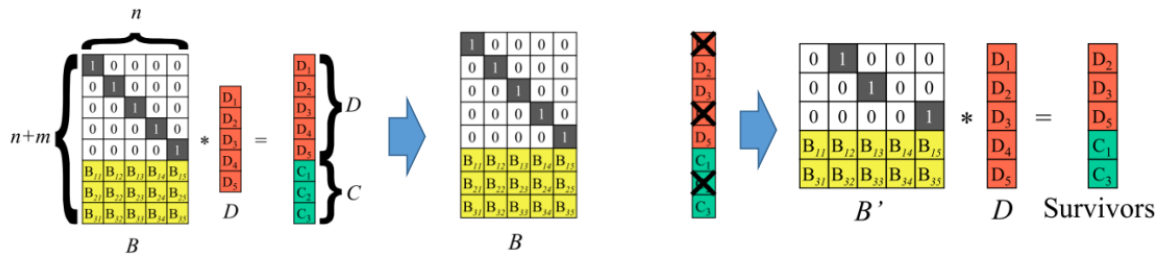 n
n+m
1 0 0 0 0
0 1 0 0 0
0 0 1 0 0
0 0 0 1 0
0 0 0 0 1
B11 B12 B13 B14 B15
B21 B22 B23 B24 B25
B31 B32 B33 B34 B35
B
*
D1
D2
D3
D4
D5
D
=
D1
D2
D3
D4
D5
C1
C2
C3
D
C
1 0 0 0 0
0 1 0 0 0
0 0 1 0 0
0 0 0 1 0
0 0 0 0 1
B11 B12 B13 B14 B15
B21 B22 B23 B24 B25
B31 B32 B33 B34 B35
B
D2
D3
D5
C1
C3
0 1 0 0 0
0 0 1 0 0
0 0 0 0 1
B11 B12 B13 B14 B15
B31 B32 B33 B34 B35
B’
*
D1
D2
D3
D4
D5
D
=
D2
D3
D5
C1
C3
Survivors